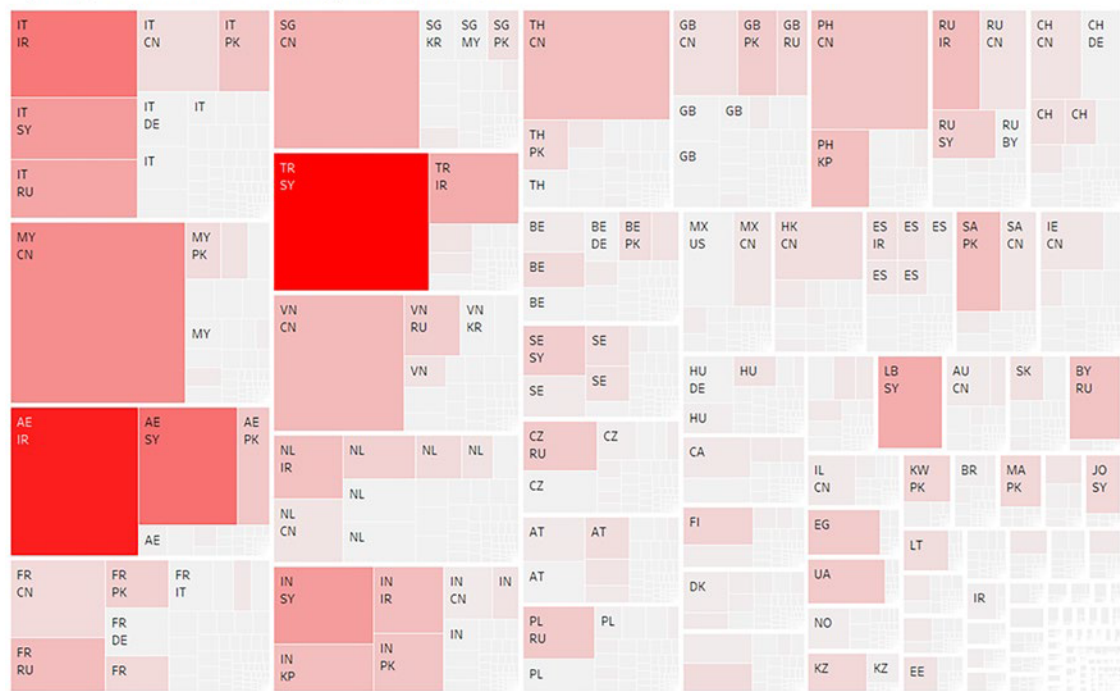 IT
IR
IT
CN
IT
PK
IT
SY
IT
DE
IT
IT
RU
IT
MY
CN
MY
PK
MY
AE
IR
AE
SY
AE
PK
AE
FR
CN
FR
PK
FR
IT
FR
DE
FR
RU
FR
SG
CN
SG
KR
SG
MY
SG
PK
TR
SY
TR
IR
VN
CN
VN
RU
VN
KR
VN
NL
IR
NL
NL
NL
NL
NL
CN
NL
IN
SY
IN
IR
IN
CN
IN
IN
KP
IN
PK
IN
TH
CN
TH
PK
TH
GB
CN
GB
PK
GB
RU
GB
GB
GB
PH
CN
PH
KP
RU
IR
RU
CN
RU
SY
RU
BY
CH
CN
CH
DE
CH
CH
BE
BE
DE
BE
PK
BE
BE
MX
US
MX
CN
HK
CN
ES
IR
ES
ES
ES
ES
SA
PK
SA
CN
IE
CN
SE
SY
SE
SE
SE
HU
DE
HU
HU
LB
SY
AU
CN
SK
BY
RU
CZ
RU
CZ
CZ
CA
IL
CN
KW
PK
BR
MA
PK
JO
SY
AT
AT
AT
FI
EG
LT
DK
UA
IR
PL
RU
PL
PL
NO
KZ
KZ
EE